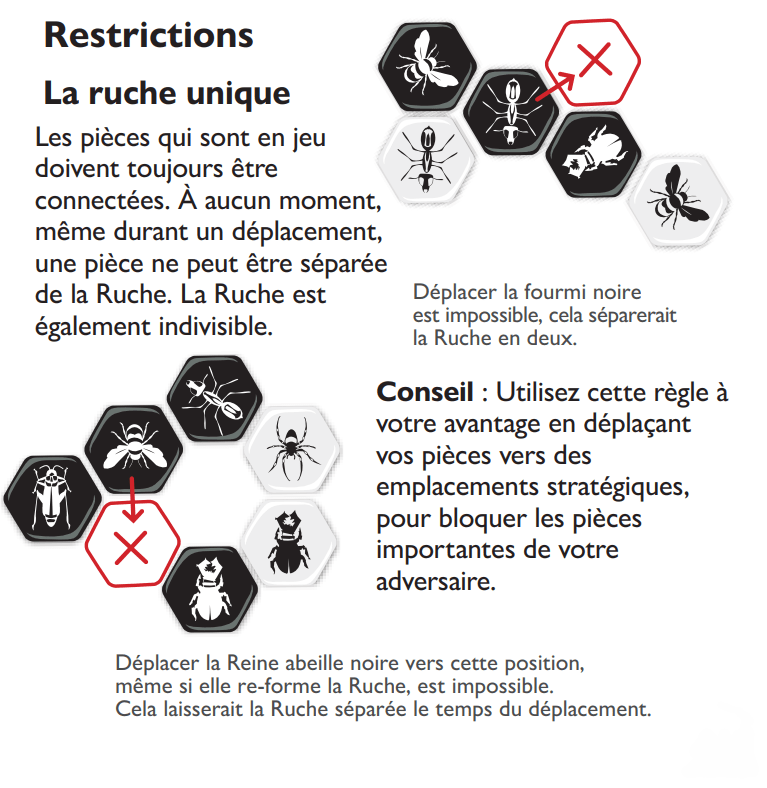 Restrictions
La ruche unique
Les pièces qui sont en jeu
doivent toujours être
connectées. À aucun moment,
même durant un déplacement,
une pièce ne peut être séparée
de la Ruche. La Ruche est
également indivisible.
Déplacer la fourmi noire
est impossible, cela séparerait
la Ruche en deux.
Conseil : Utilisez cette règle à
votre avantage en déplaçant
vos pièces vers des
emplacements stratégiques,
pour bloquer les pièces
importantes de votre
adversaire.
Déplacer la Reine abeille noire vers cette position,
même si elle re-forme la Ruche, est impossible.
Cela laisserait la Ruche séparée le temps du déplacement.